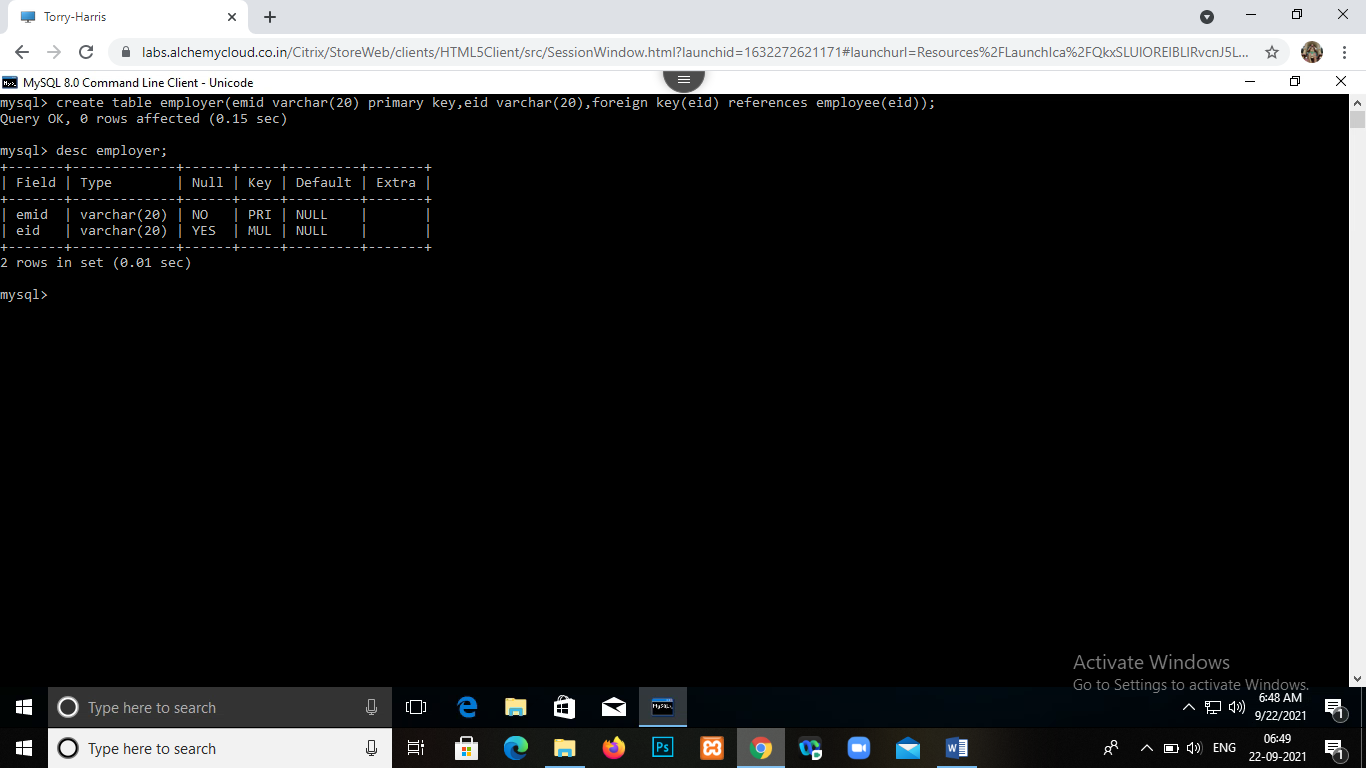 Torry-Harris
labs.alchemycloud.co.in/Citrix/StoreWeb/clients/HTML5Client/src/SessionWindow.html?launchid=1632272621171#launchurl=Resources%2FLaunchIca%2FQkxSLUlOREIBLlRvcnJ5L...
MySQL 8.0 Command Line Client - Unicode
mysql> create table employer(emid varchar(20) primary key,eid varchar(20),foreign key(eid) references employee(eid));
Query OK, 0 rows affected (0.15 sec)
mysql> desc employer;
+-------+-------------+------+-----+---------+-------+
| Field | Type        | Null | Key | Default | Extra |
+-------+-------------+------+-----+---------+-------+
| emid  | varchar(20) | NO   | PRI | NULL    |       |
| eid   | varchar(20) | YES  | MUL | NULL    |       |
+-------+-------------+------+-----+---------+-------+
2 rows in set (0.01 sec)
mysql>
Activate Windows
Go to Settings to activate Windows.
Type here to search
MySQL
6:48 AM
9/22/2021
1
Type here to search
Ps
W
ENG
06:49
22-09-2021
1